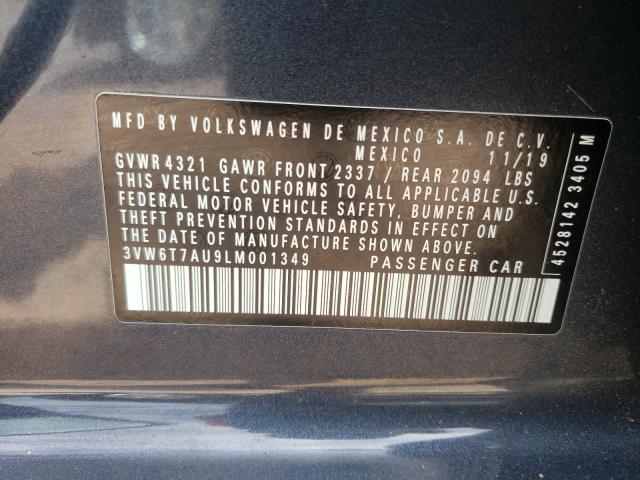 MFD BY VOLKSWAGEN DE MEXICO S.A. DE C.V.
MEXICO 11/19
GVWR 4321 GAWR FRONT 2337 / REAR 2094 LBS
THIS VEHICLE CONFORMS TO ALL APPLICABLE U.S.
FEDERAL MOTOR VEHICLE SAFETY, BUMPER AND
THEFT PREVENTION STANDARDS IN EFFECT ON
THE DATE OF MANUFACTURE SHOWN ABOVE.
3VW6T7AU9LM001349 PASSENGER CAR
4528142 3405 M